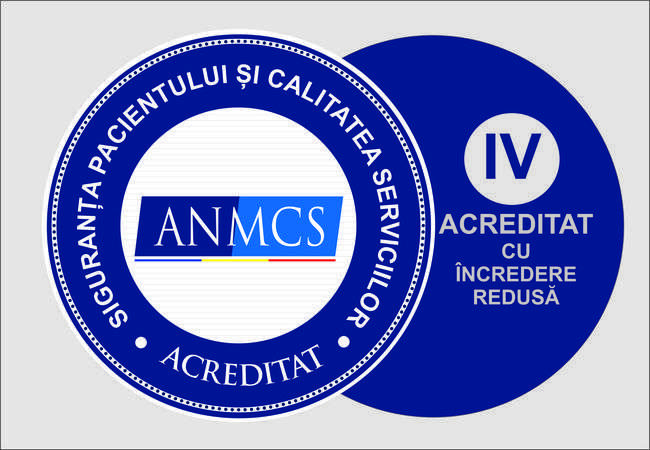 SIGURANȚA PACIENTULUI ȘI CALITATEA SERVICIILOR
ANMCS
• ACREDITAT •
IV
ACREDITAT
CU
ÎNCREDERE
REDUSĂ